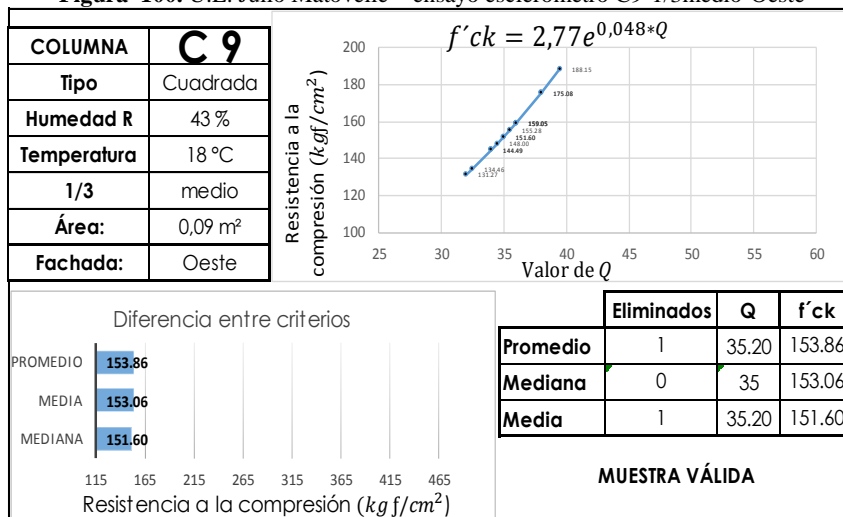 Figura 100. U.E. Julio Matovelle – ensayo esclerómetro C9 1/3medio-Oeste
COLUMNA C 9
Tipo Cuadrada
Humedad R 43 %
Temperatura 18 °C
1/3 medio
Área: 0,09 m²
Fachada: Oeste
f´ck = 2,77e^0,048*Q
Resistencia a la compresión (kgf/cm²)
200
180
160
140
120
100
188.15
175.08
159.05
155.28
151.60
148.00
144.49
134.46
131.27
25 30 35 40 45 50 55 60
Valor de Q
Diferencia entre criterios
PROMEDIO 153.86
MEDIA 153.06
MEDIANA 151.60
115 165 215 265 315 365 415 465
Resistencia a la compresión (kg f/cm²)
Eliminados Q f´ck
Promedio 1 35.20 153.86
Mediana 0 35 153.06
Media 1 35.20 151.60
MUESTRA VÁLIDA